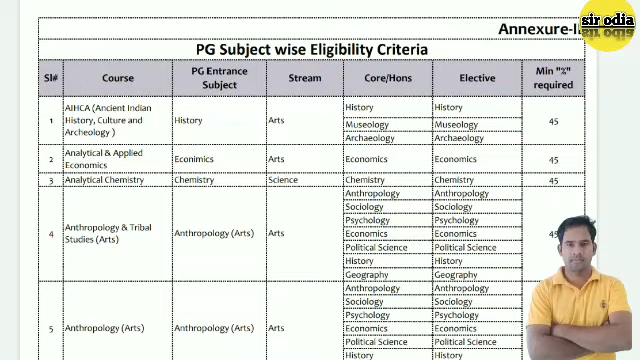 sir odia
Annexure-I
PG Subject wise Eligibility Criteria
Sl# Course PG Entrance Subject Stream Core/Hons Elective Min "%" required
1 AIHCA (Ancient Indian History, Culture and Archeology ) History Arts History History 45
Museology Museology
Archaeology Archaeology
2 Analytical & Applied Economics Econimics Arts Economics Economics 45
3 Analytical Chemistry Chemistry Science Chemistry Chemistry 45
4 Anthropology & Tribal Studies (Arts) Anthropology (Arts) Arts Anthropology Anthropology 45
Sociology Sociology
Psychology Psychology
Economics Economics
Political Science Political Science
History History
Geography Geography
5 Anthropology (Arts) Anthropology (Arts) Arts Anthropology Anthropology
Sociology Sociology
Psychology Psychology
Economics Economics
Political Science Political Science
History History